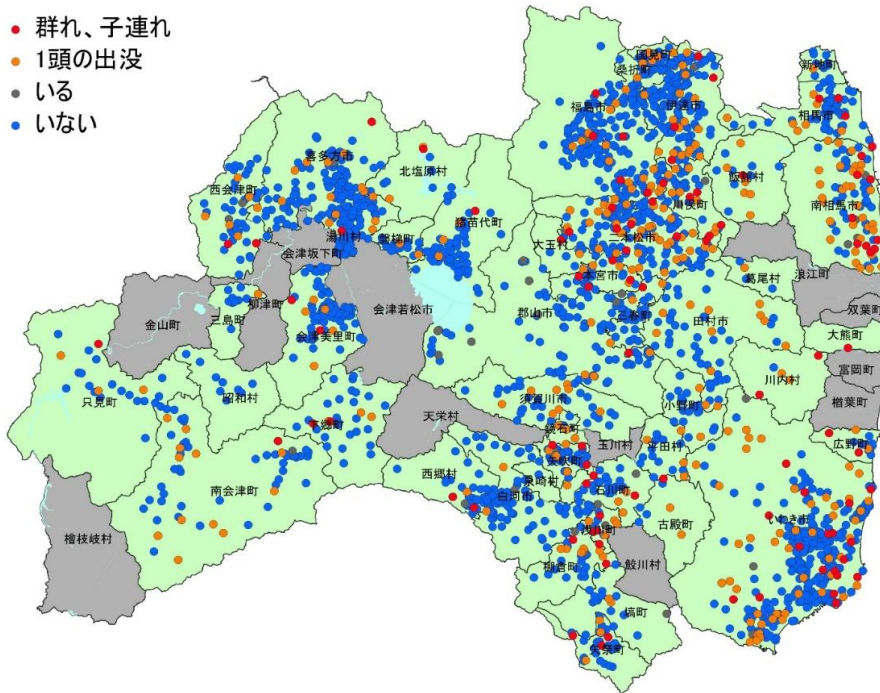 群れ、子連れ
1頭の出没
いる
いない
国見町
桑折町
新地町
福島市
伊達市
相馬市
喜多方市
北塩原村
飯舘村
西会津町
川俣町
南相馬市
猪苗代町
湯川村
磐梯町
大玉村
二本松市
会津坂下町
本宮市
浪江町
葛尾村
会津若松市
双葉町
柳津町
金山町
三島町
郡山市
三春町
田村市
大熊町
会津美里町
富岡町
川内村
只見町
昭和村
須賀川市
小野町
楢葉町
天栄村
下郷町
鏡石町
玉川村
平田村
広野町
矢吹町
西郷村
泉崎村
南会津町
石川町
白河市
古殿町
いわき市
浅川町
檜枝岐村
棚倉町
鮫川村
塙町
矢祭町